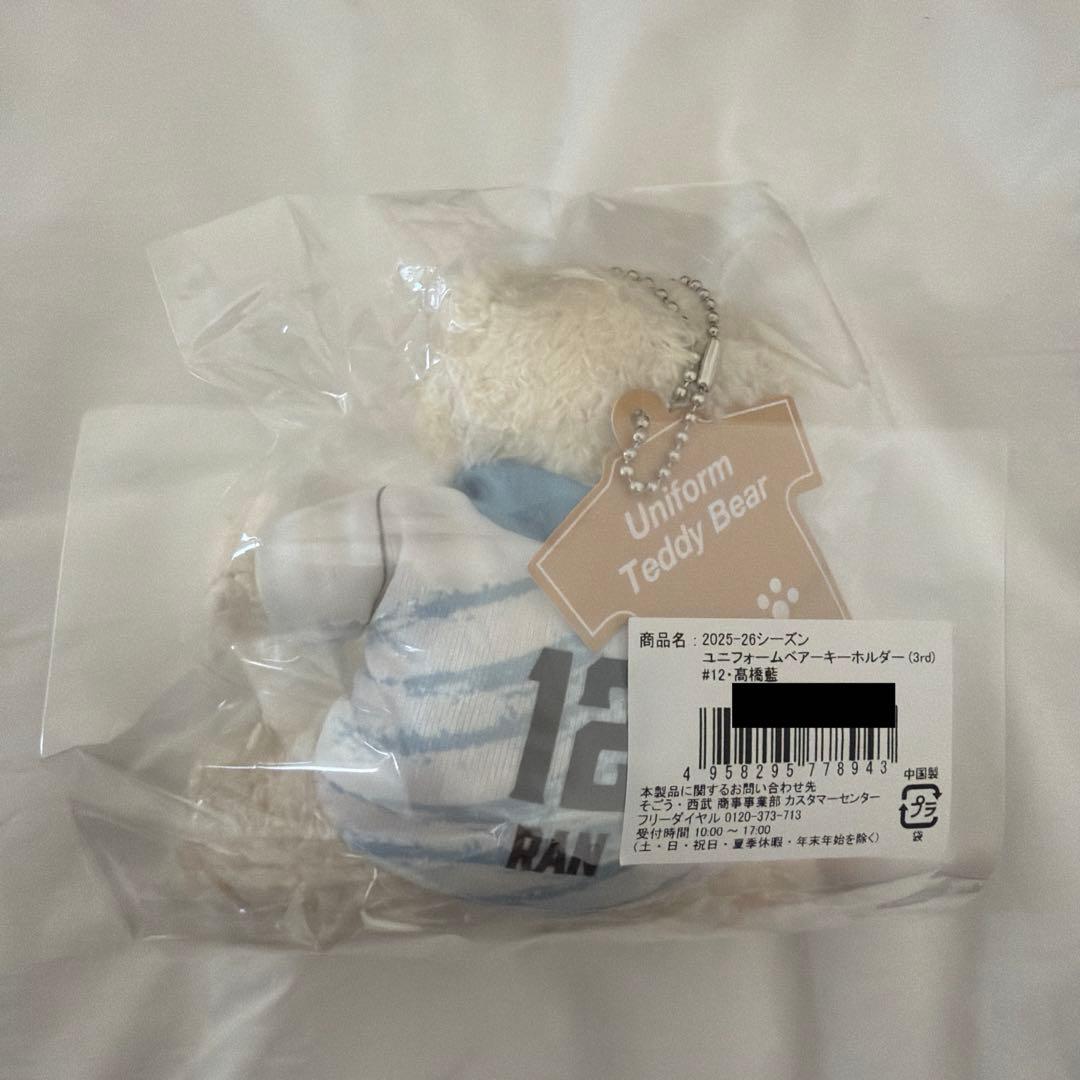 Uniform
Teddy Bear
12
RAN
商品名：2025-26シーズン
ユニフォームベアーキーホルダー(3rd)
#12・髙橋藍
4 958295 778943
中国製
プラ
袋
本製品に関するお問い合わせ先
そごう・西武 商事事業部 カスタマーセンター
フリーダイヤル 0120-373-713
受付時間 10:00 ～ 17:00
(土・日・祝日・夏季休暇・年末年始を除く)